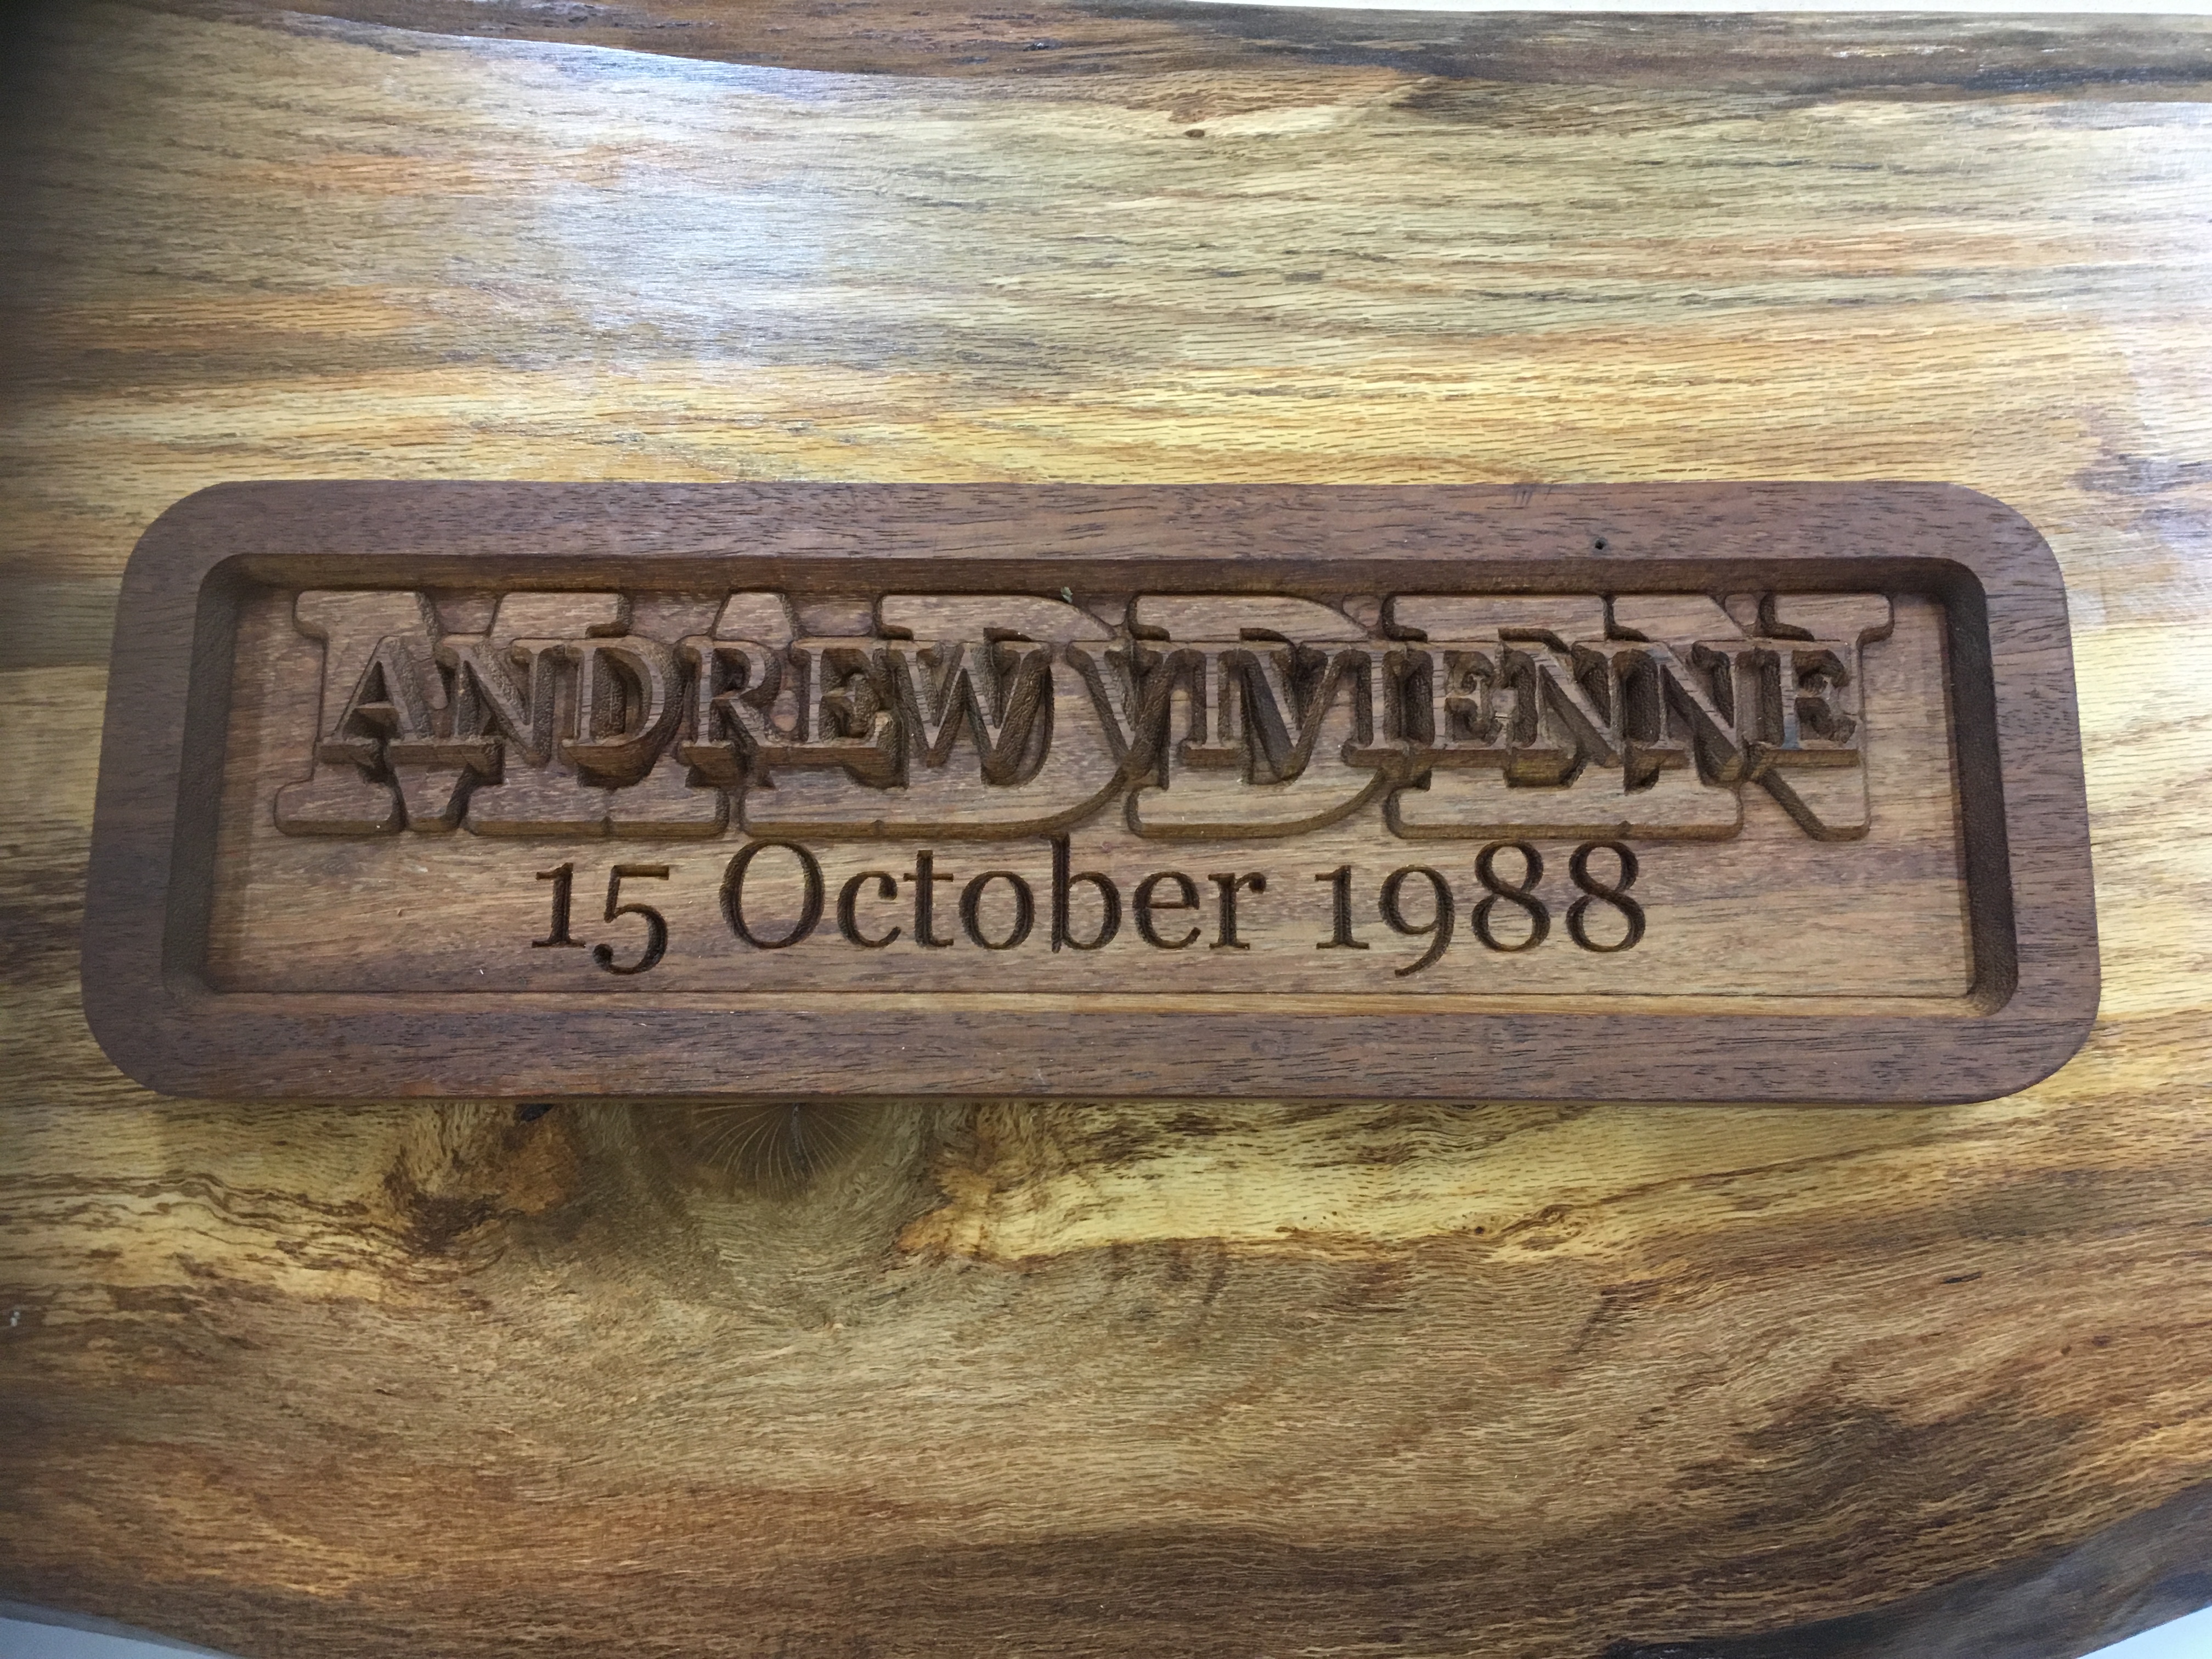 MADDEN
ANDREW VIVIENNE
15 October 1988